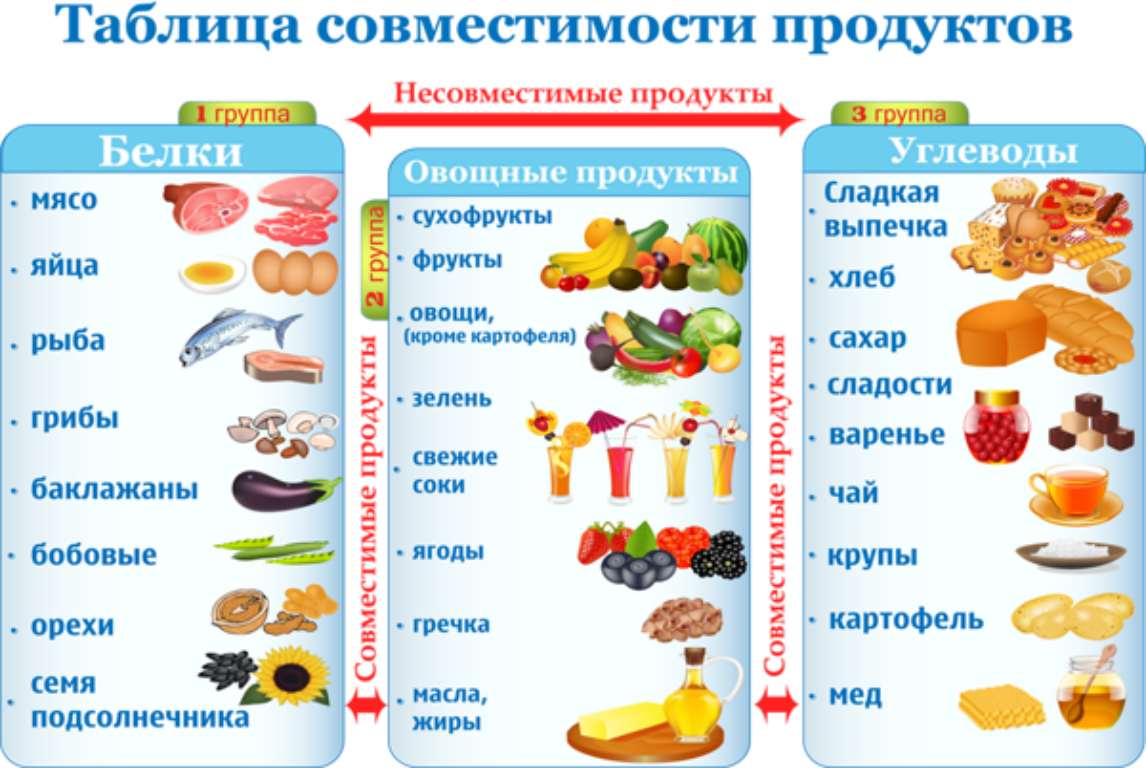 Таблица совместимости продуктов
Несовместимые продукты
1 группа
Белки
• мясо
• яйца
• рыба
• грибы
• баклажаны
• бобовые
• орехи
• семя
подсолнечника
Совместимые продукты
2 группа
Овощные продукты
• сухофрукты
• фрукты
• овощи,
(кроме картофеля)
• зелень
• свежие
соки
• ягоды
• гречка
• масла,
жиры
Совместимые продукты
3 группа
Углеводы
• Сладкая
выпечка
• хлеб
• сахар
• сладости
• варенье
• чай
• крупы
• картофель
• мед